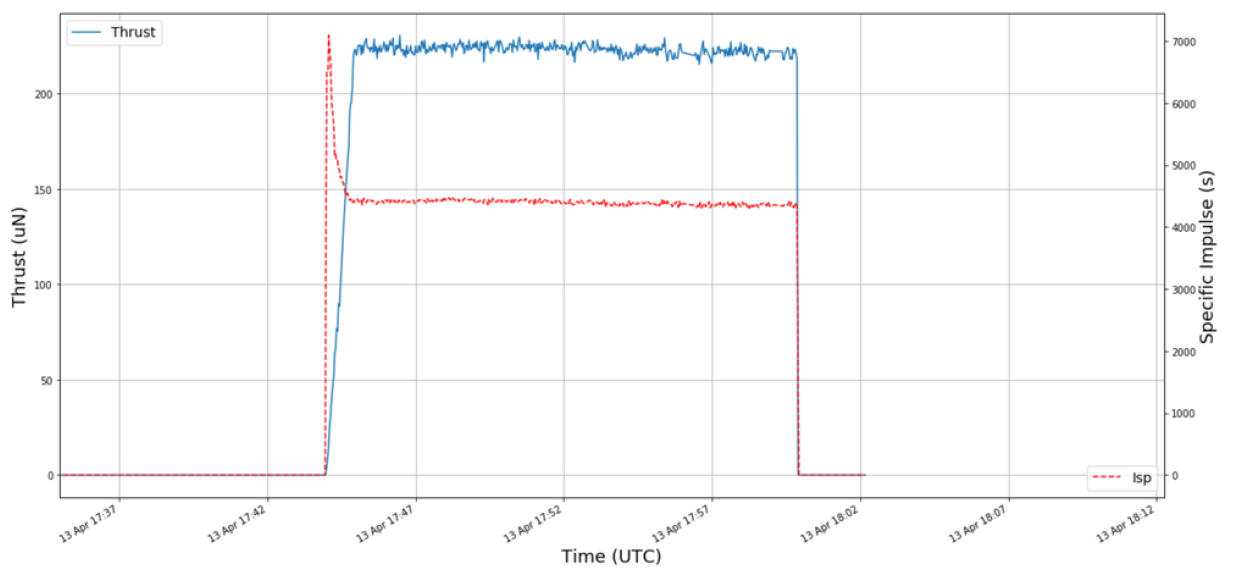 Thrust
Thrust (uN)
200
150
100
50
0
7000
6000
5000
4000
3000
2000
1000
0
Specific Impulse (s)
Isp
13 Apr 17:37
13 Apr 17:42
13 Apr 17:47
13 Apr 17:52
13 Apr 17:57
13 Apr 18:02
13 Apr 18:07
13 Apr 18:12
Time (UTC)